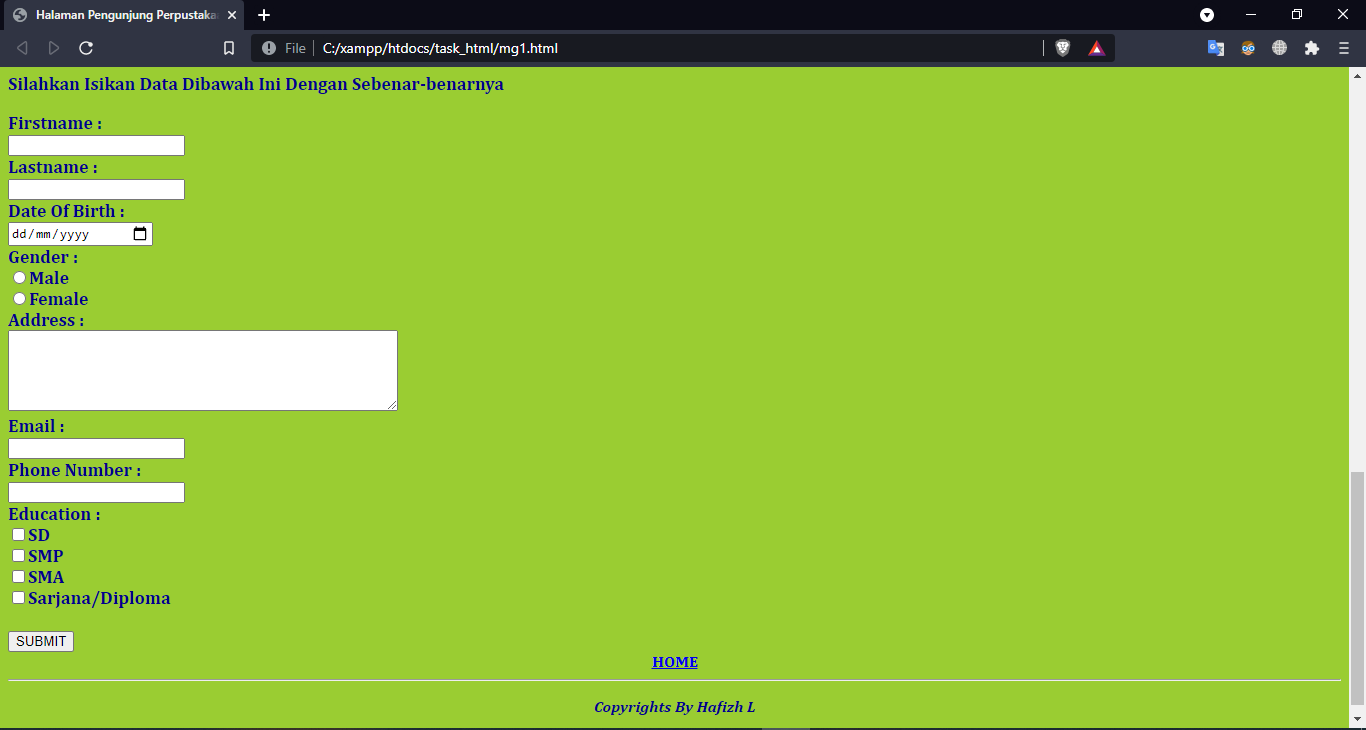 Halaman Pengunjung Perpustaka
File
C:/xampp/htdocs/task_html/mg1.html
Silahkan Isikan Data Dibawah Ini Dengan Sebenar-benarnya
Firstname :
Lastname :
Date Of Birth :
dd/mm/yyyy
Gender :
Male
Female
Address :
Email :
Phone Number :
Education :
SD
SMP
SMA
Sarjana/Diploma
SUBMIT
HOME
Copyrights By Hafizh L